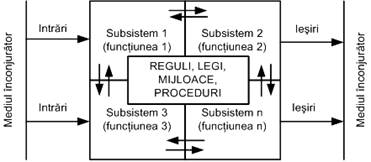 Mediul înconjurător
Intrări
Subsistem 1
(funcțiunea 1)
Subsistem 2
(funcțiunea 2)
Ieșiri
REGULI, LEGI,
MIJLOACE,
PROCEDURI
Intrări
Subsistem 3
(funcțiunea 3)
Subsistem n
(funcțiunea n)
Ieșiri
Mediul înconjurător